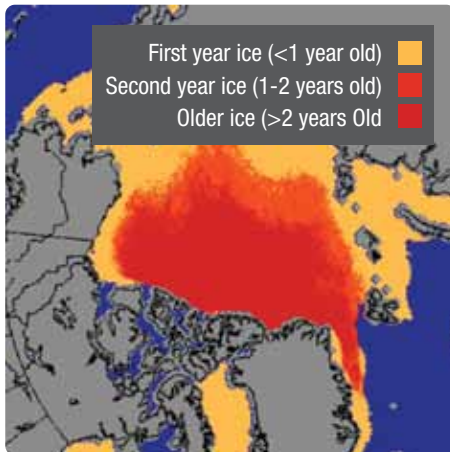 First year ice (<1 year old)
Second year ice (1-2 years old)
Older ice (>2 years Old